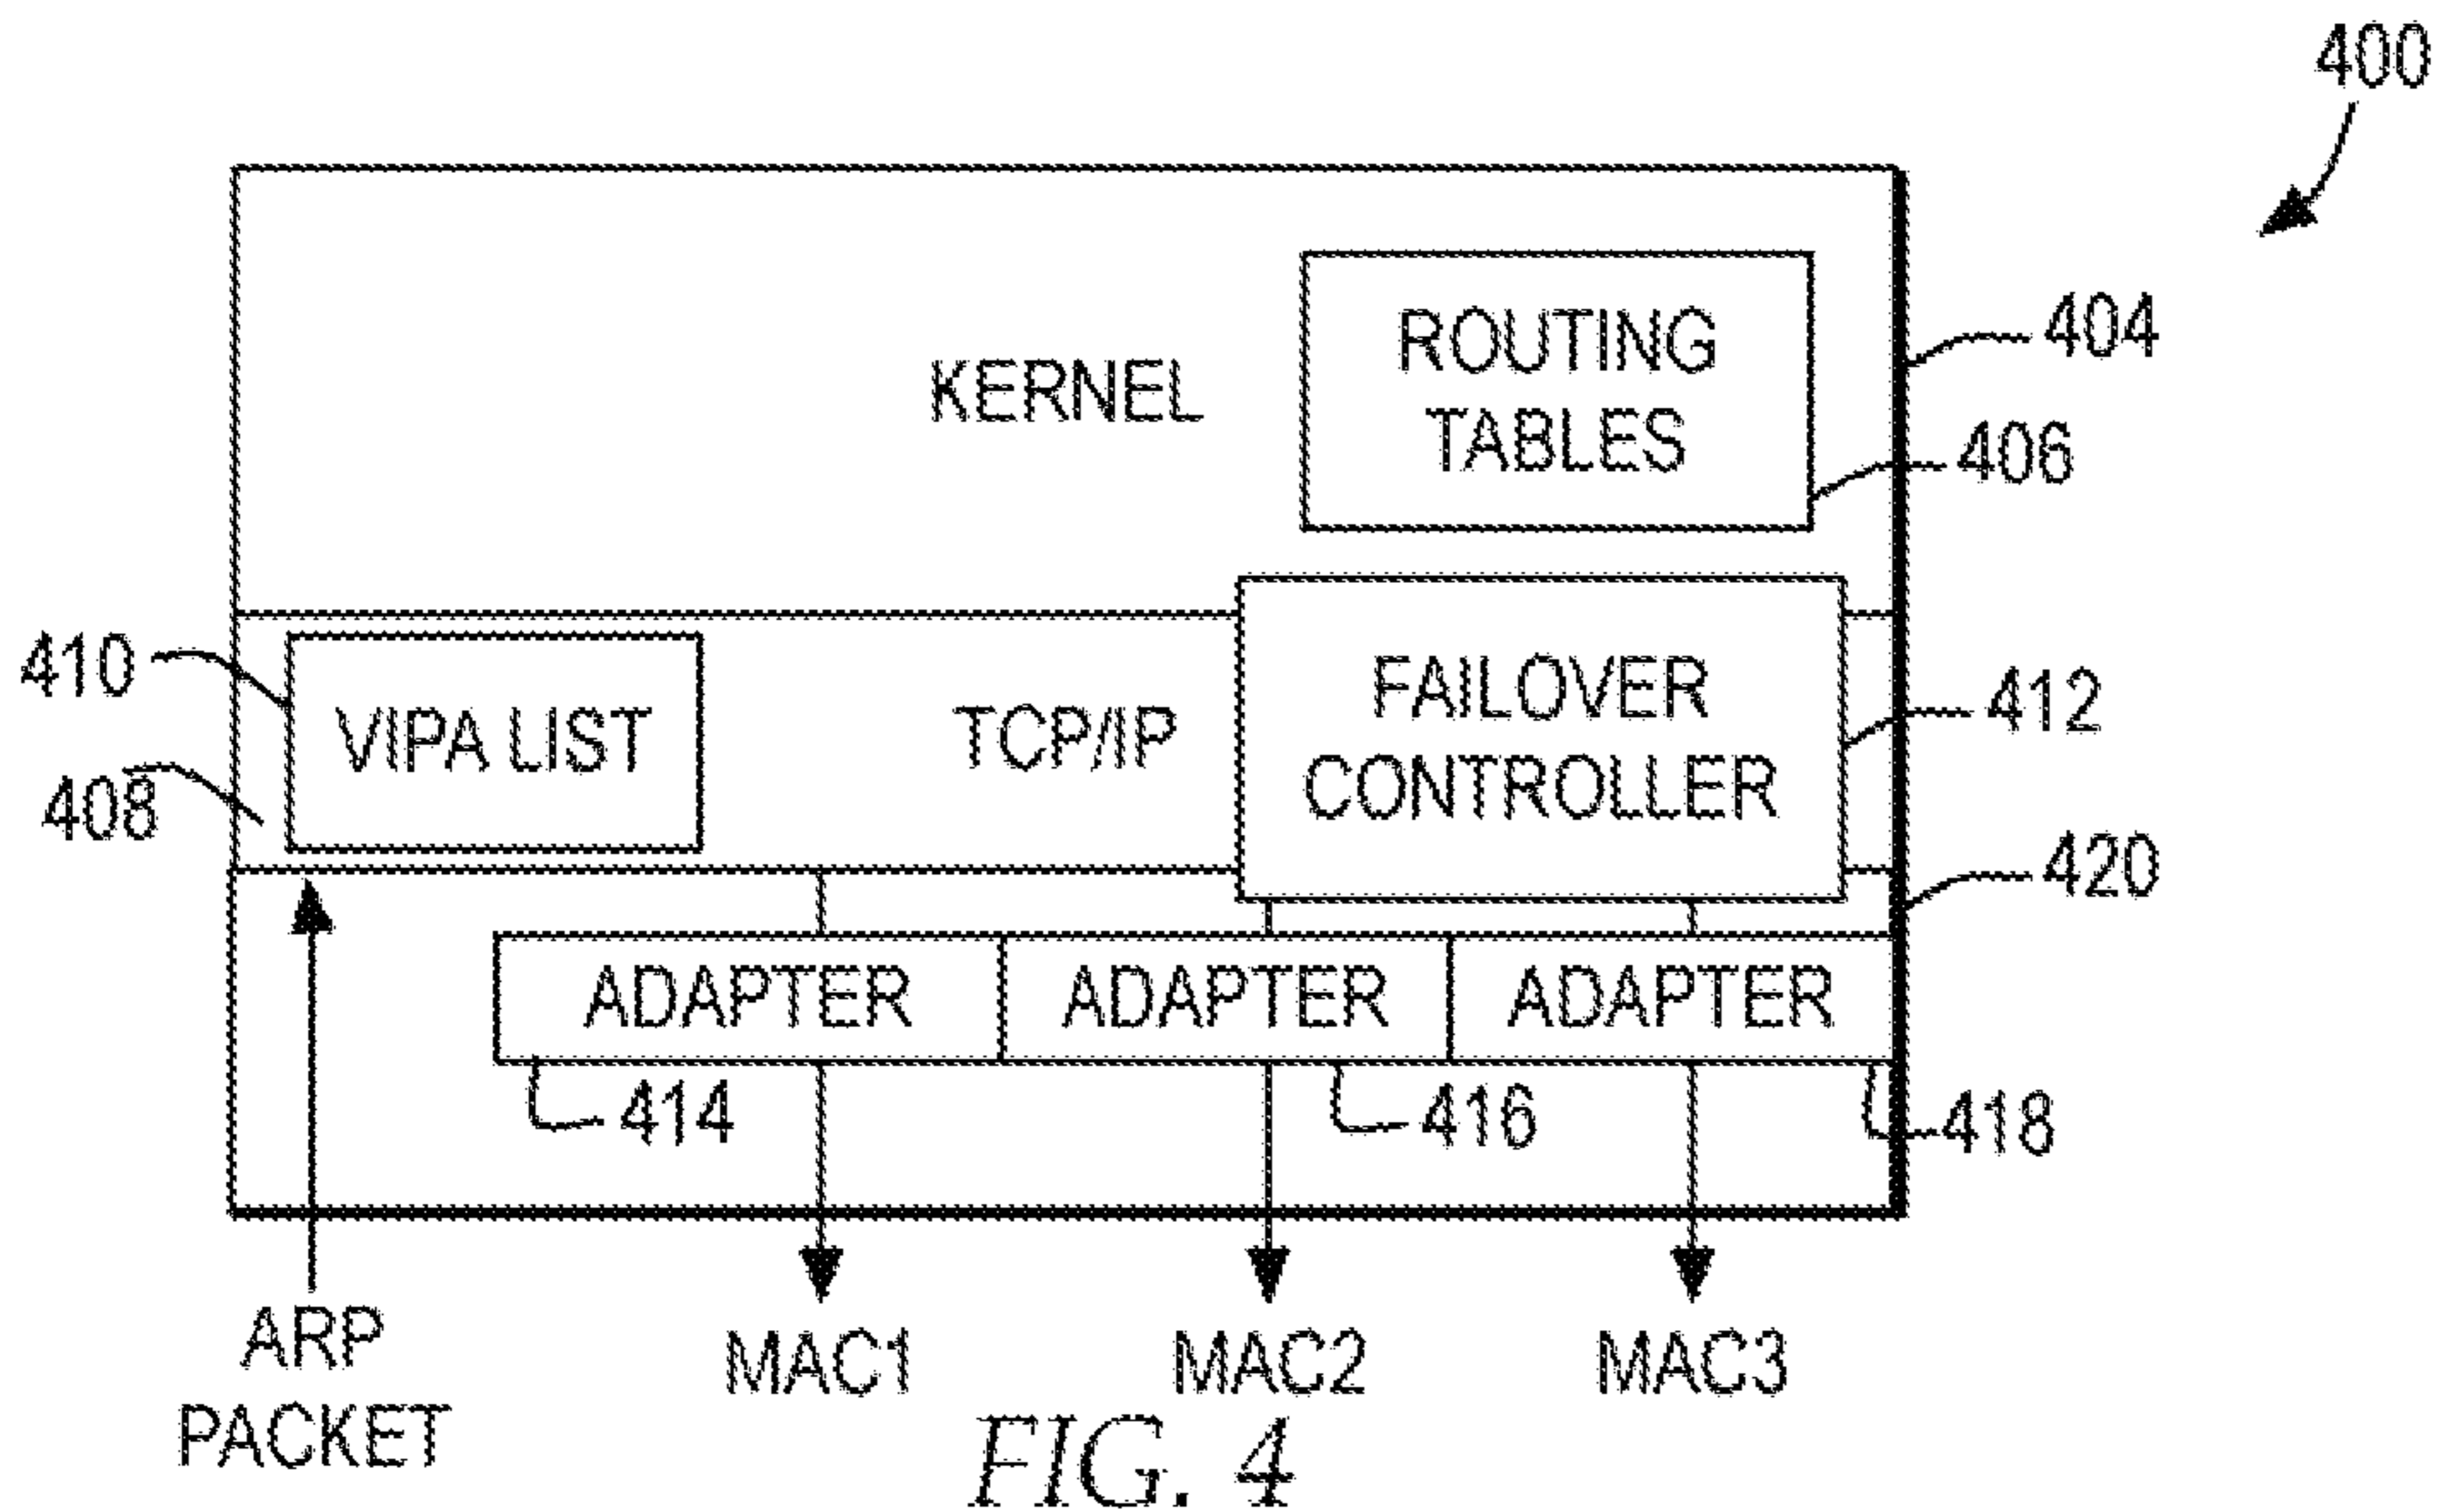 400
ROUTING
TABLES
KERNEL
404
406
410
VIPA LIST
408
TCP/IP
FAILOVER
CONTROLLER
412
420
ADAPTER
ADAPTER
ADAPTER
414
416
418
ARP
PACKET
MAC1
MAC2
MAC3
FIG. 4